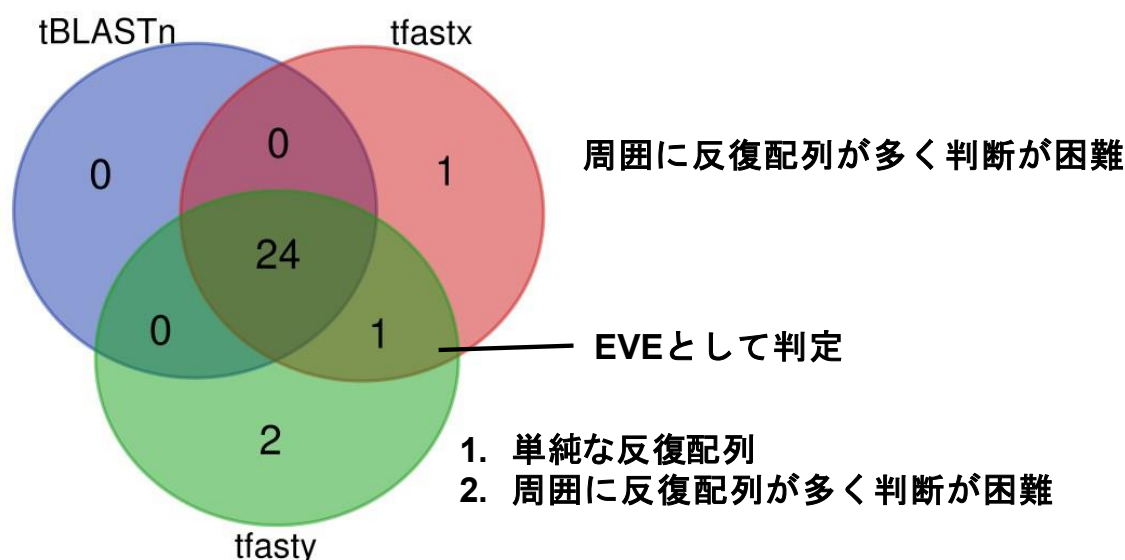 tBLASTn
tfastx
0
0
1
周囲に反復配列が多く判断が困難
24
0
1
EVEとして判定
2
1. 単純な反復配列
2. 周囲に反復配列が多く判断が困難
tfasty